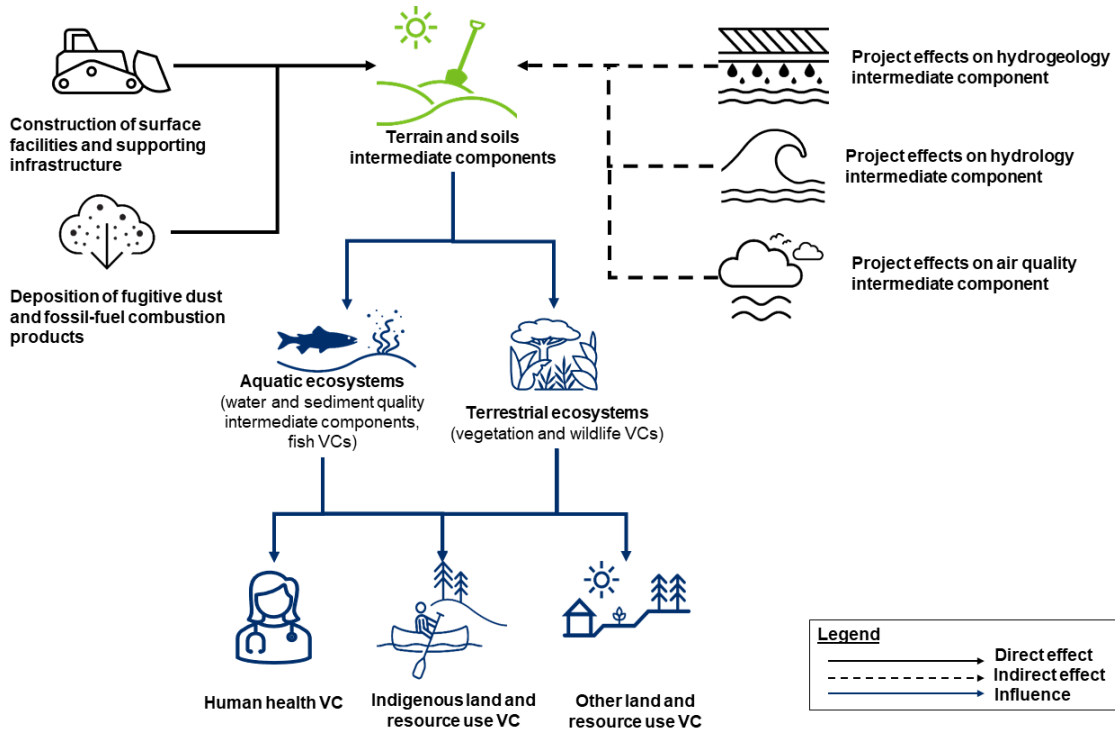 Construction of surface
facilities and supporting
infrastructure
Deposition of fugitive dust
and fossil-fuel combustion
products
Terrain and soils
intermediate components
Project effects on hydrogeology
intermediate component
Project effects on hydrology
intermediate component
Project effects on air quality
intermediate component
Aquatic ecosystems
(water and sediment quality
intermediate components,
fish VCs)
Terrestrial ecosystems
(vegetation and wildlife VCs)
Human health VC
Indigenous land and
resource use VC
Other land and
resource use VC
Legend
Direct effect
Indirect effect
Influence